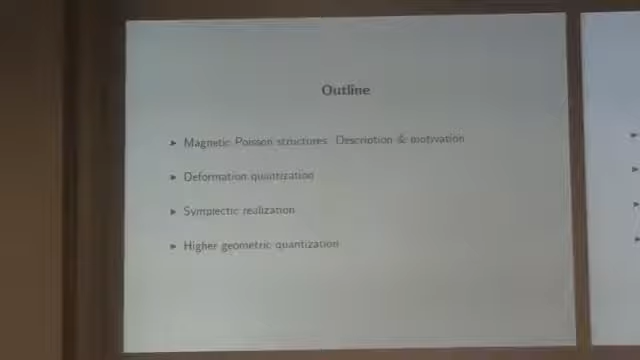 Outline
▸ Magnetic Poisson structures: Description & motivation
▸ Deformation quantization
▸ Symplectic realization
▸ Higher geometric quantization